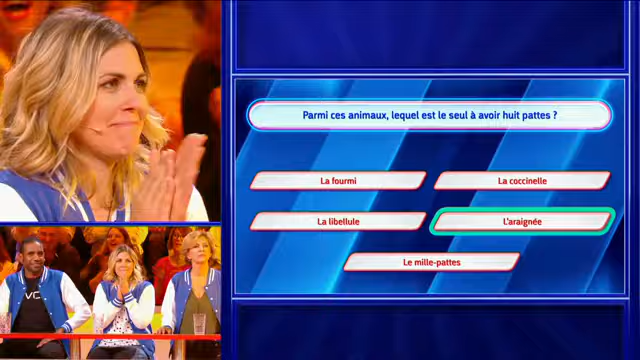 Parmi ces animaux, lequel est le seul à avoir huit pattes ?
La fourmi
La coccinelle
La libellule
L'araignée
Le mille-pattes
VC